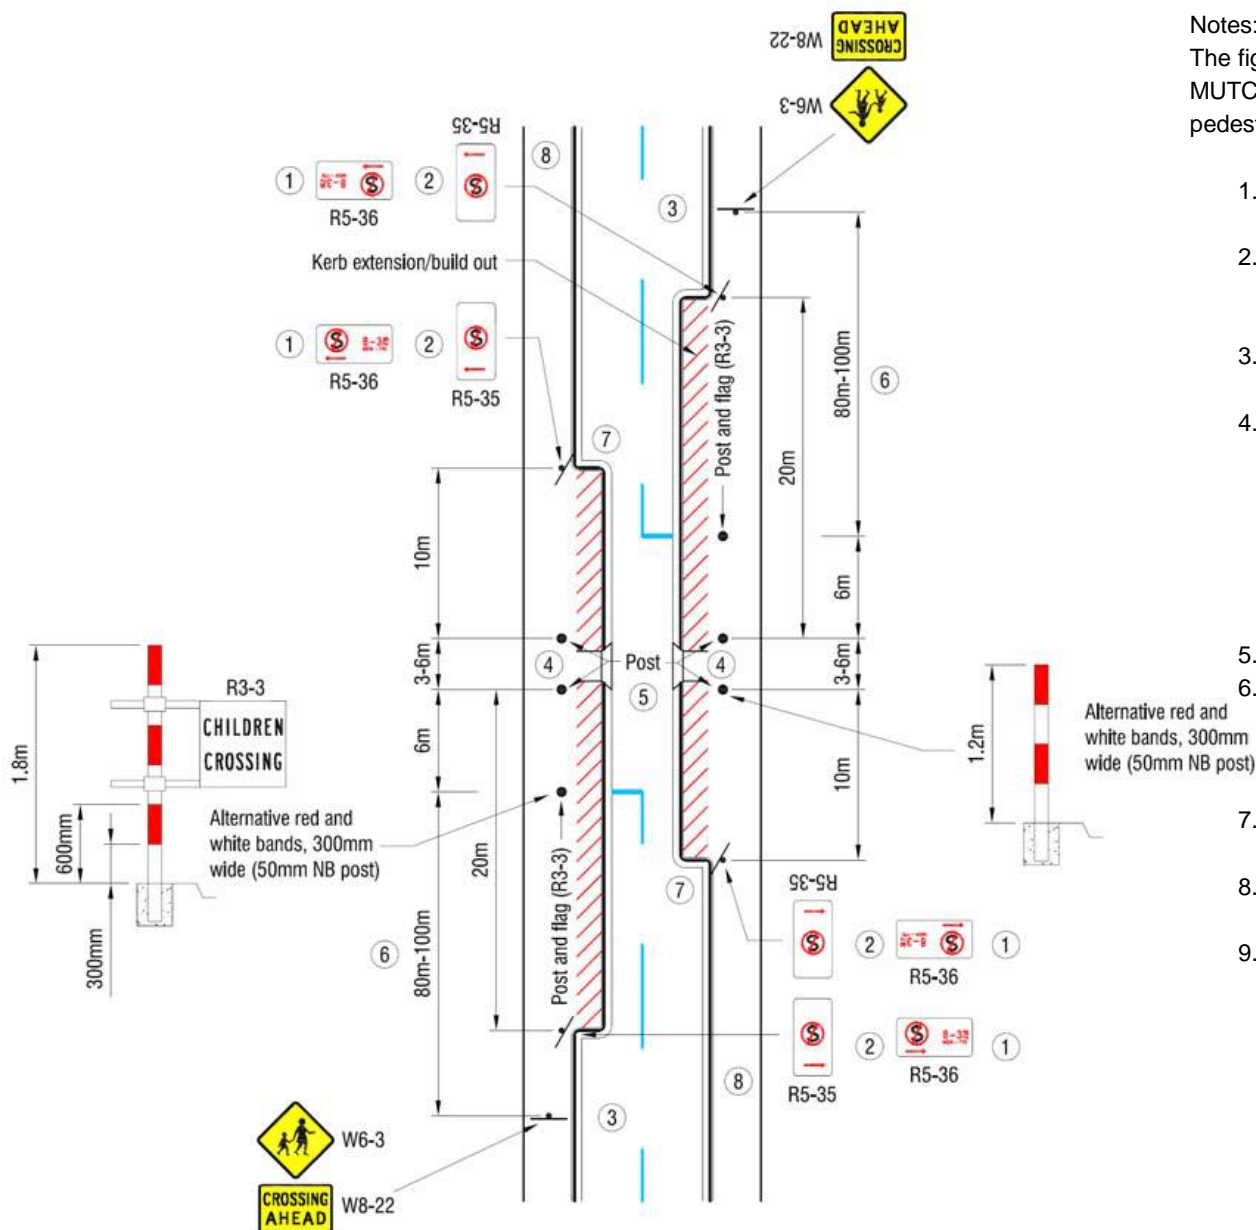 CROSSING
AHEAD
W8-22
W6-3
R5-35
8
1
S
2
S
R5-36
3
Kerb extension/build out
1
S
2
S
R5-36
R5-35
Post and flag (R3-3)
80m-100m
6
20m
7
10m
6m
3-6m
4
Post
4
3-6m
5
R3-3
CHILDREN
CROSSING
1.8m
600mm
300mm
Alternative red and
white bands, 300mm
wide (50mm NB post)
6m
20m
Post and flag (R3-3)
80m-100m
6
10m
1.2m
Alternative red and
white bands, 300mm
wide (50mm NB post)
7
R5-35
S
2
S
1
R5-36
S
2
S
1
R5-35
R5-36
8
3
W6-3
CROSSING
AHEAD
W8-22
Notes:
The fig
MUTC
pedest
1.
2.
3.
4.
5.
6.
7.
8.
9.